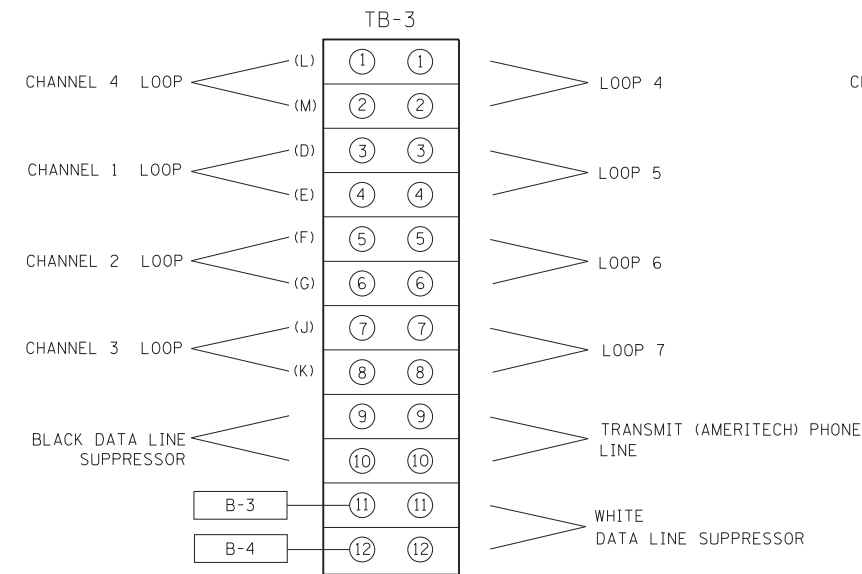 TB-3
CHANNEL 4 LOOP (L) 1 1 LOOP 4
(M) 2 2
CHANNEL 1 LOOP (D) 3 3 LOOP 5
(E) 4 4
CHANNEL 2 LOOP (F) 5 5 LOOP 6
(G) 6 6
CHANNEL 3 LOOP (J) 7 7 LOOP 7
(K) 8 8
BLACK DATA LINE
SUPPRESSOR
9 9
10 10
TRANSMIT (AMERITECH) PHONE
LINE
B-3 11 11
B-4 12 12
WHITE
DATA LINE SUPPRESSOR